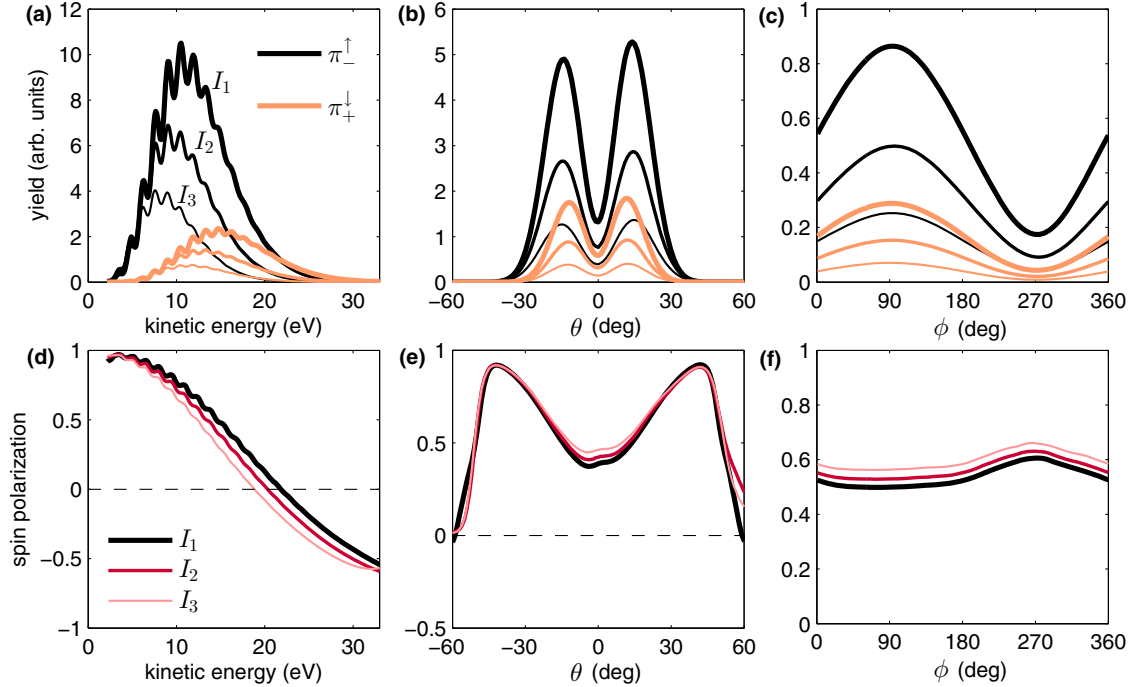 (a)
12
10
8
6
4
2
0
yield (arb. units)
I₁
I₂
I₃
π₋↑
π₊↓
0 10 20 30
kinetic energy (eV)
(b)
6
5
4
3
2
1
0
−60 −30 0 30 60
θ (deg)
(c)
1
0.8
0.6
0.4
0.2
0
0 90 180 270 360
ϕ (deg)
(d)
1
0.5
0
−0.5
−1
spin polarization
I₁
I₂
I₃
0 10 20 30
kinetic energy (eV)
(e)
1
0.5
0
−0.5
−60 −30 0 30 60
θ (deg)
(f)
1
0.8
0.6
0.4
0.2
0
0 90 180 270 360
ϕ (deg)